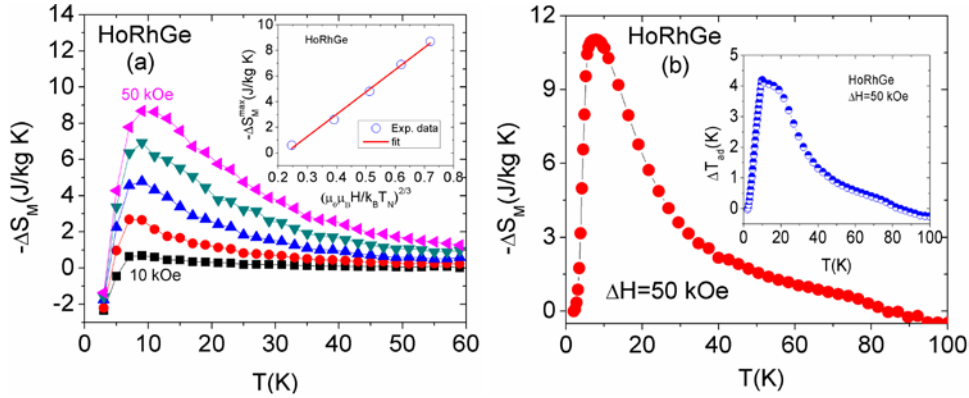 HoRhGe
(a)
50 kOe
10 kOe
-ΔS_M(J/kg K)
14
12
10
8
6
4
2
0
-2
0 10 20 30 40 50 60
T(K)
HoRhGe
-ΔS_M^max(J/kg K)
10
8
6
4
2
0
Exp. data
fit
0.2 0.3 0.4 0.5 0.6 0.7 0.8
(μ₀μ_B H/k_B T_N)^2/3
HoRhGe
(b)
-ΔS_M(J/kg K)
12
9
6
3
0
ΔH=50 kOe
0 20 40 60 80 100
T(K)
ΔT_ad(K)
5
4
3
2
1
0
HoRhGe
ΔH=50 kOe
0 20 40 60 80 100
T(K)